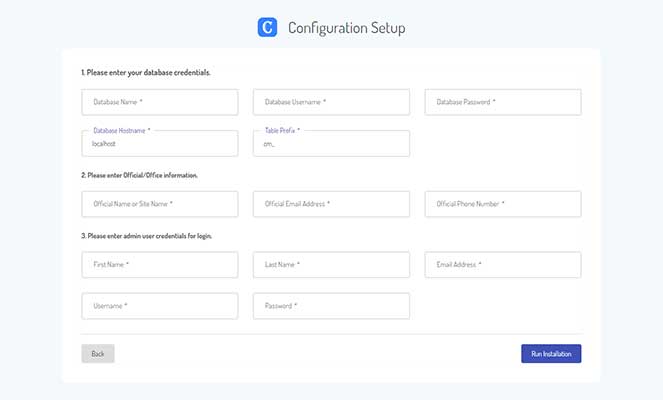 C Configuration Setup
1. Please enter your database credentials.
Database Name *  Database Username *  Database Password *
Database Hostname *  Table Prefix *
localhost  cm_
2. Please enter Official/Office information.
Official Name or Site Name *  Official Email Address *  Official Phone Number *
3. Please enter admin user credentials for login.
First Name *  Last Name *  Email Address *
Username *  Password *
Back  Run Installation